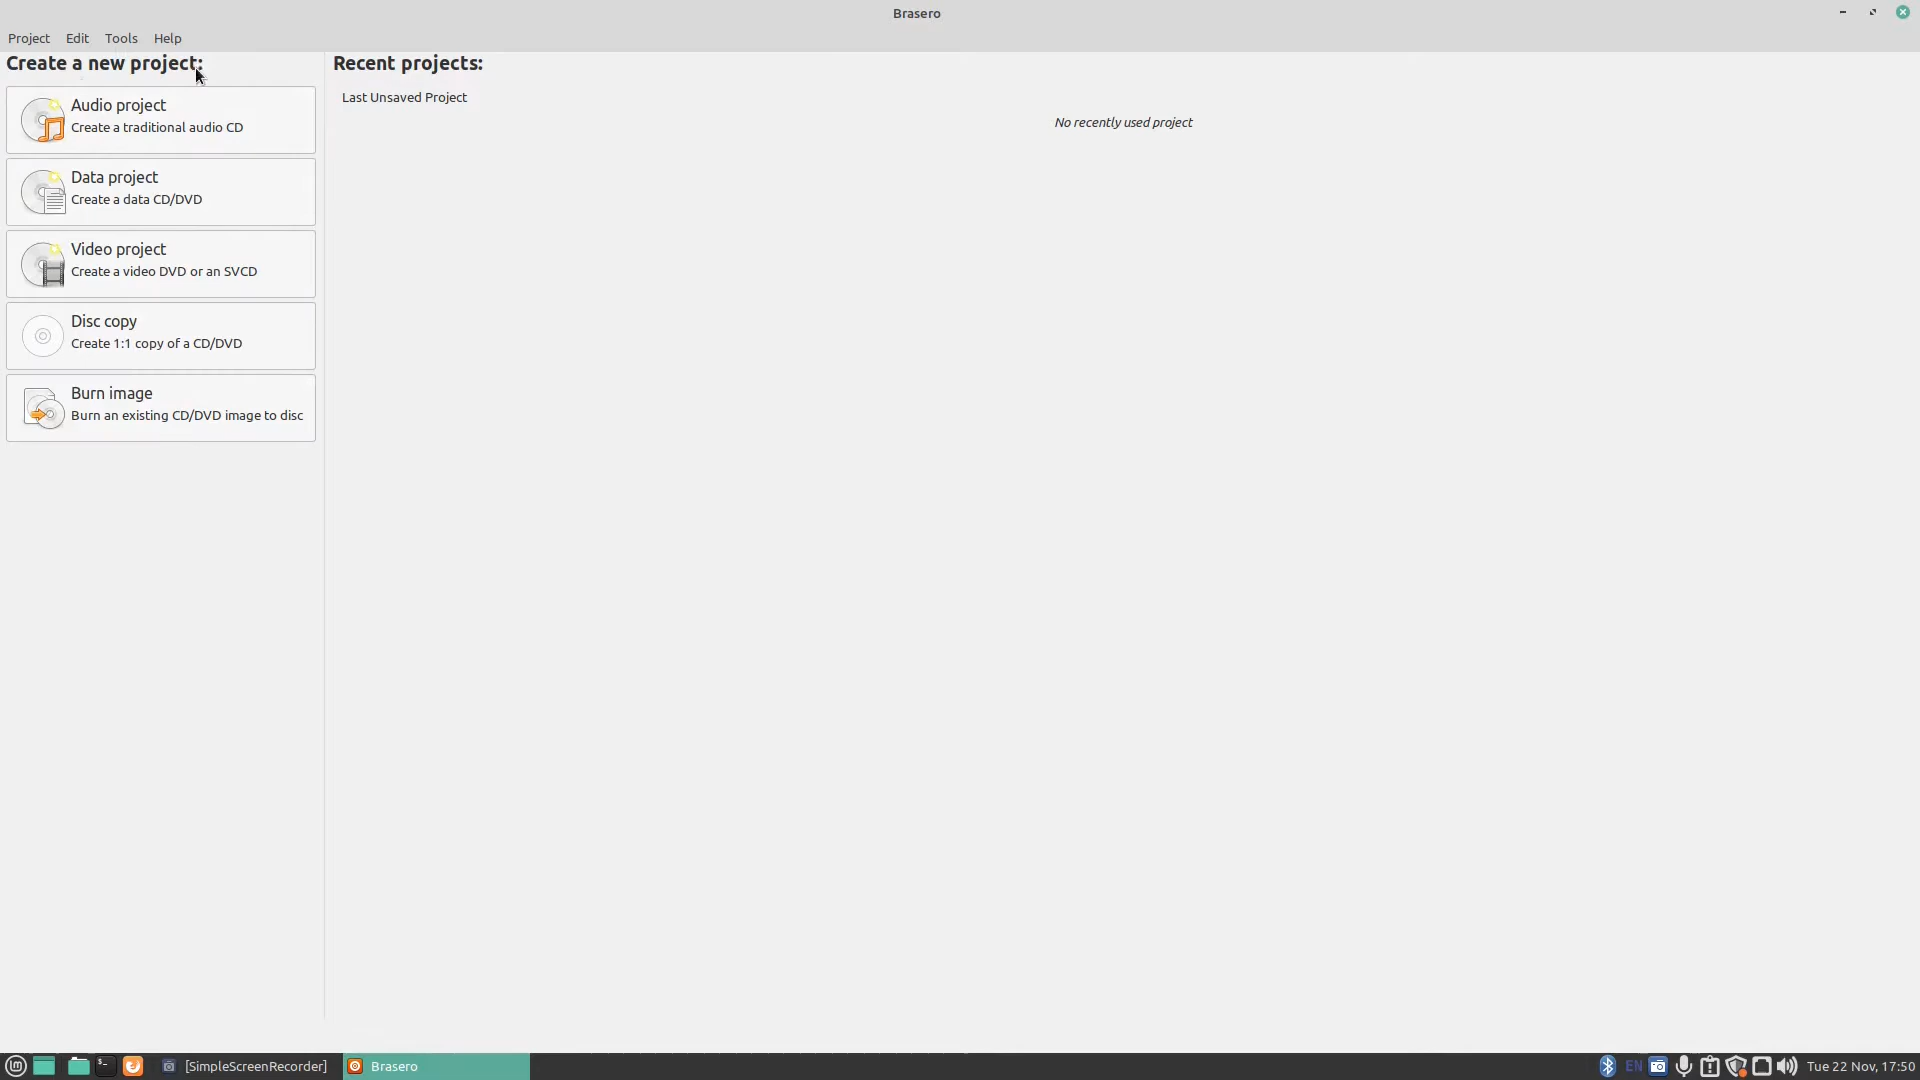 Brasero
Project Edit Tools Help
Create a new project:
Audio project
Create a traditional audio CD
Data project
Create a data CD/DVD
Video project
Create a video DVD or an SVCD
Disc copy
Create 1:1 copy of a CD/DVD
Burn image
Burn an existing CD/DVD image to disc
Recent projects:
Last Unsaved Project
No recently used project
[SimpleScreenRecorder] Brasero EN Tue 22 Nov, 17:50